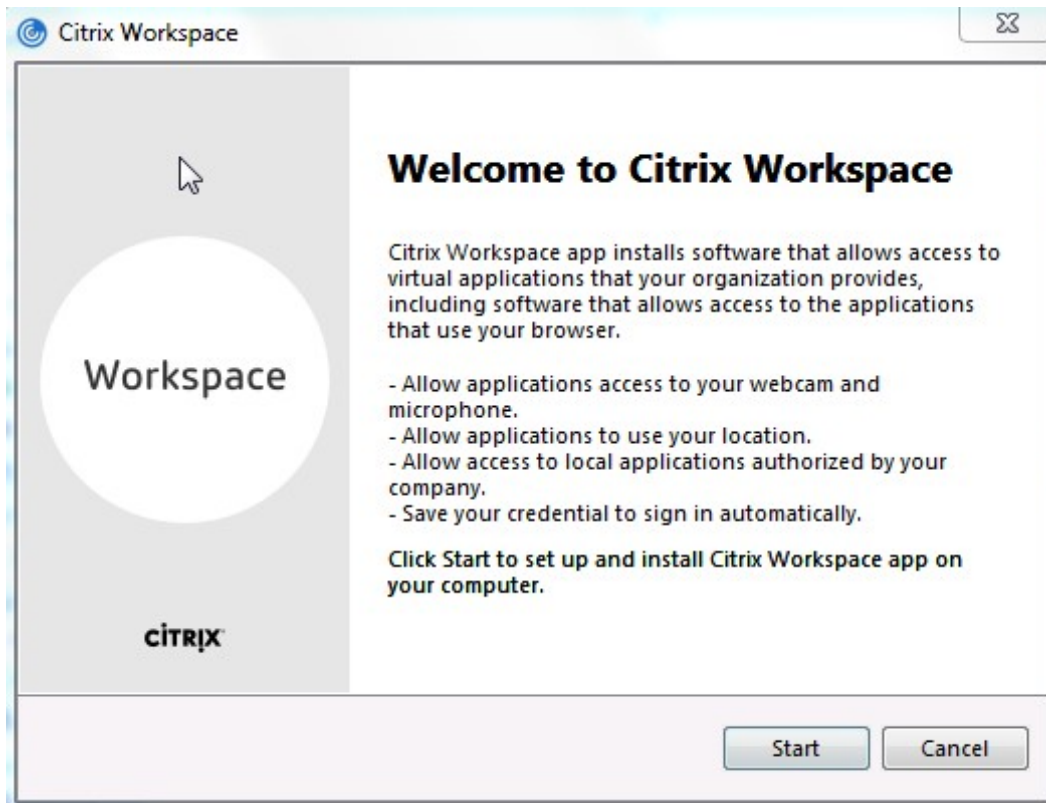 Citrix Workspace
Welcome to Citrix Workspace
Citrix Workspace app installs software that allows access to
virtual applications that your organization provides,
including software that allows access to the applications
that use your browser.
Workspace
- Allow applications access to your webcam and
microphone.
- Allow applications to use your location.
- Allow access to local applications authorized by your
company.
- Save your credential to sign in automatically.
Click Start to set up and install Citrix Workspace app on
your computer.
CİTRỊX
Start
Cancel